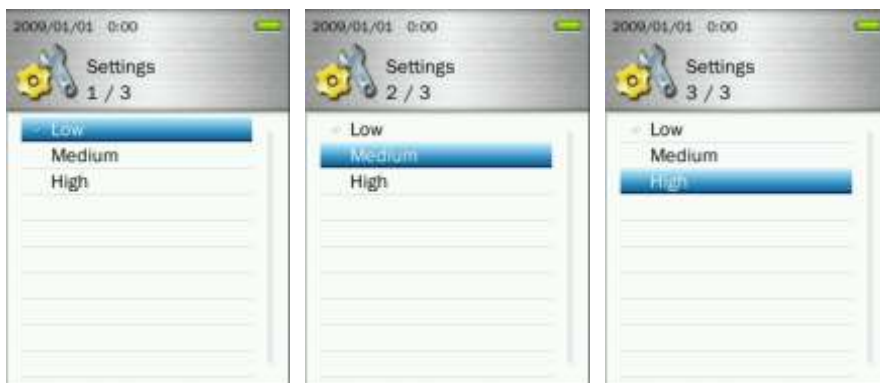 2009/01/01 0:00
Settings
1 / 3
Low
Medium
High
2009/01/01 0:00
Settings
2 / 3
Low
Medium
High
2009/01/01 0:00
Settings
3 / 3
Low
Medium
High